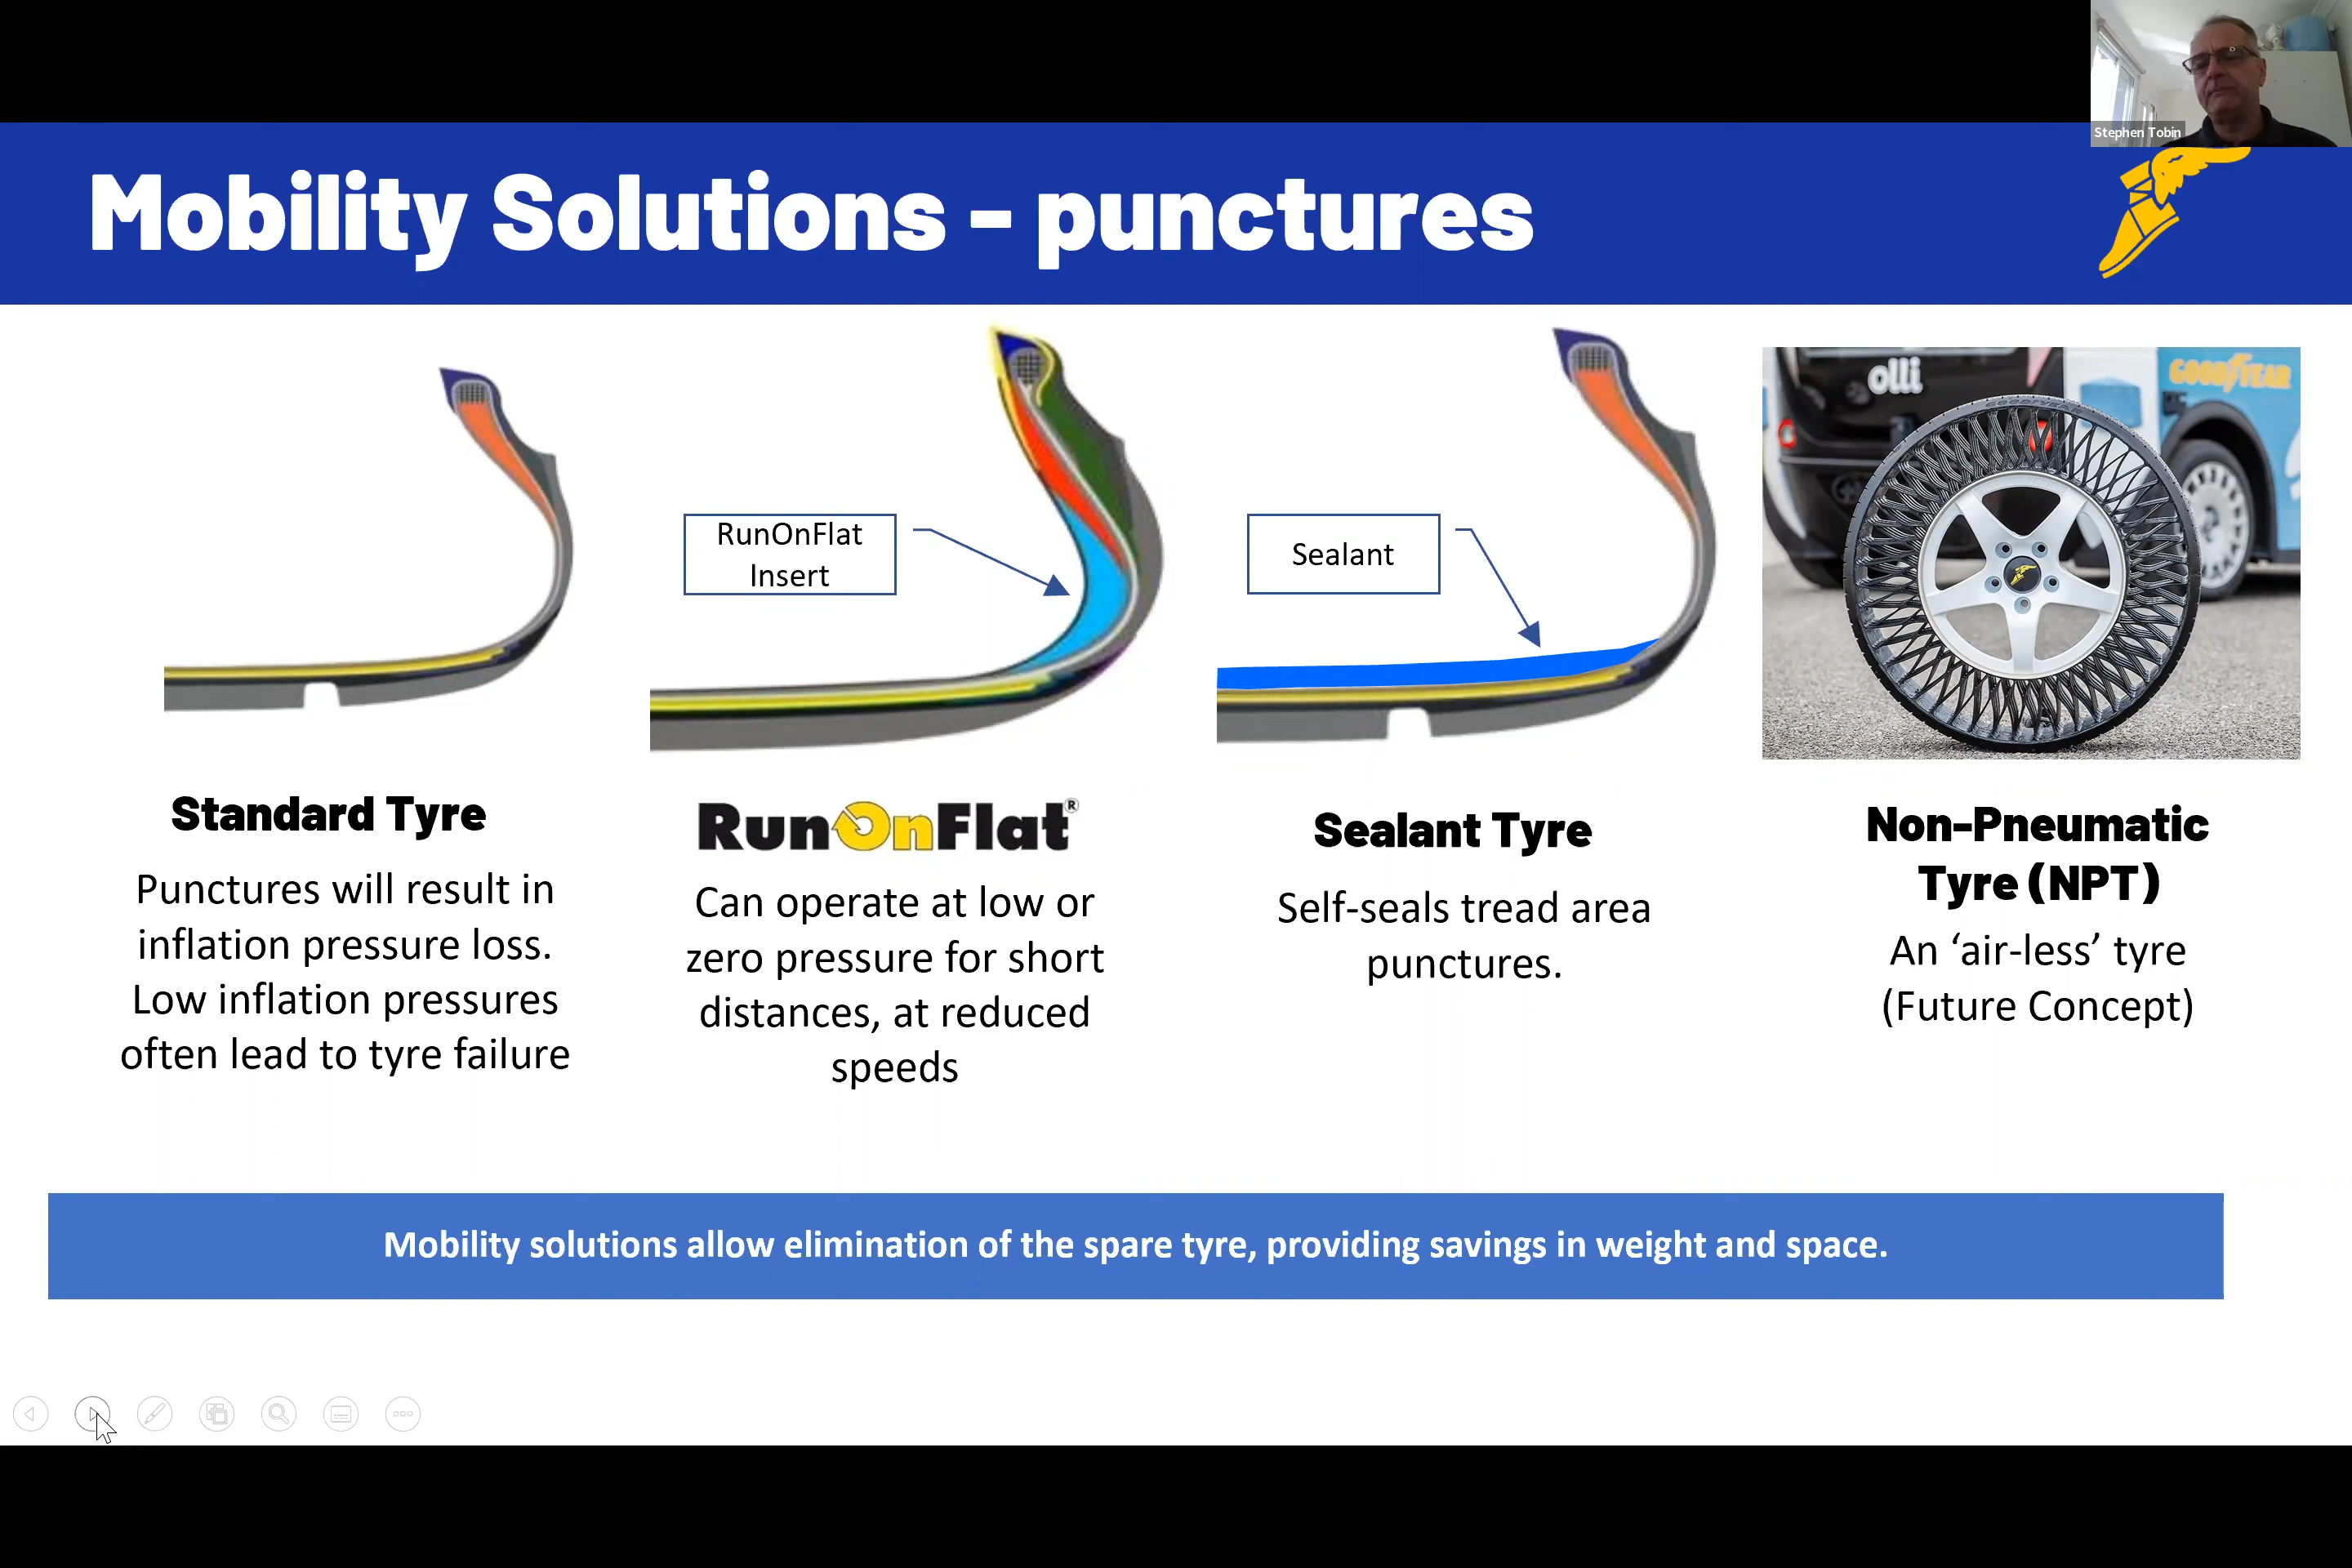 Stephen Tobin
Mobility Solutions - punctures
RunOnFlat
Insert
Sealant
olli
GOODYEAR
Standard Tyre
Punctures will result in
inflation pressure loss.
Low inflation pressures
often lead to tyre failure
RunOnFlat®
Can operate at low or
zero pressure for short
distances, at reduced
speeds
Sealant Tyre
Self-seals tread area
punctures.
Non-Pneumatic
Tyre (NPT)
An ‘air-less’ tyre
(Future Concept)
Mobility solutions allow elimination of the spare tyre, providing savings in weight and space.